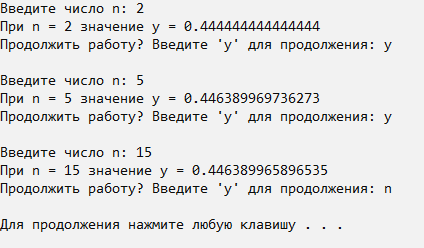 Введите число n: 2
При n = 2 значение y = 0.444444444444444
Продолжить работу? Введите 'y' для продолжения: y
Введите число n: 5
При n = 5 значение y = 0.446389969736273
Продолжить работу? Введите 'y' для продолжения: y
Введите число n: 15
При n = 15 значение y = 0.446389965896535
Продолжить работу? Введите 'y' для продолжения: n
Для продолжения нажмите любую клавишу . . .